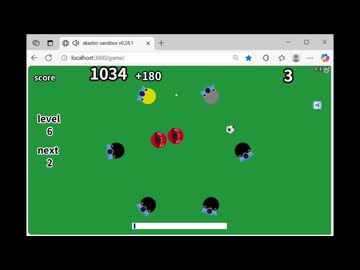 akashic-sandbox v0.28.1
localhost:3000/game/
score 1034 +180 3
level
6
next
2